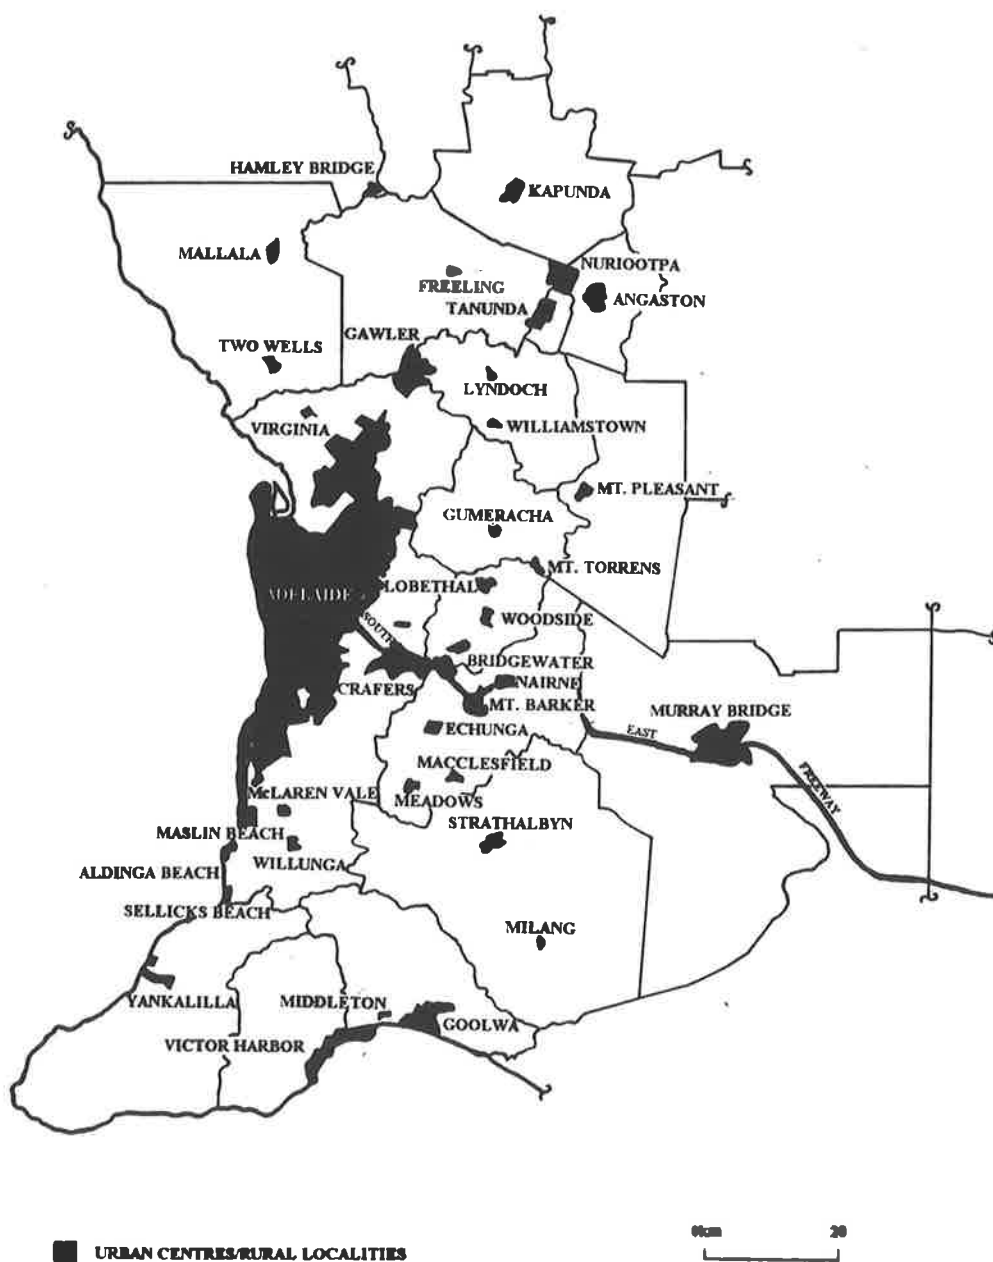 HAMLEY BRIDGE
KAPUNDA
MALLALA
NURIOOTPA
FREELING
ANGASTON
TANUNDA
GAWLER
TWO WELLS
LYNDOCH
VIRGINIA
WILLIAMSTOWN
MT. PLEASANT
GUMERACHA
MT. TORRENS
LOBETHAL
ADELAIDE
WOODSIDE
SOUTH
BRIDGEWATER
NAIRNE
CRAFERS
MT. BARKER
MURRAY BRIDGE
ECHUNGA
EAST
MACCLESFIELD
FREEWAY
McLAREN VALE
MEADOWS
STRATHALBYN
MASLIN BEACH
WILLUNGA
ALDINGA BEACH
SELLICKS BEACH
MILANG
YANKALILLA
MIDDLETON
GOOLWA
VICTOR HARBOR
0km 20
URBAN CENTRES/RURAL LOCALITIES